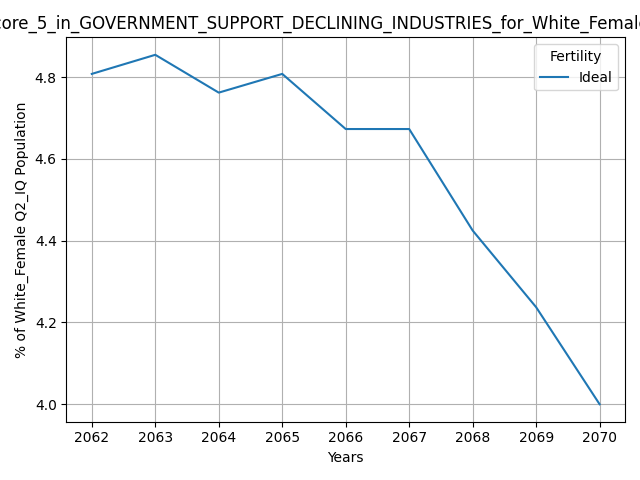 core_5_in_GOVERNMENT_SUPPORT_DECLINING_INDUSTRIES_for_White_Female
Fertility
Ideal
% of White_Female Q2_IQ Population
4.8
4.6
4.4
4.2
4.0
2062 2063 2064 2065 2066 2067 2068 2069 2070
Years